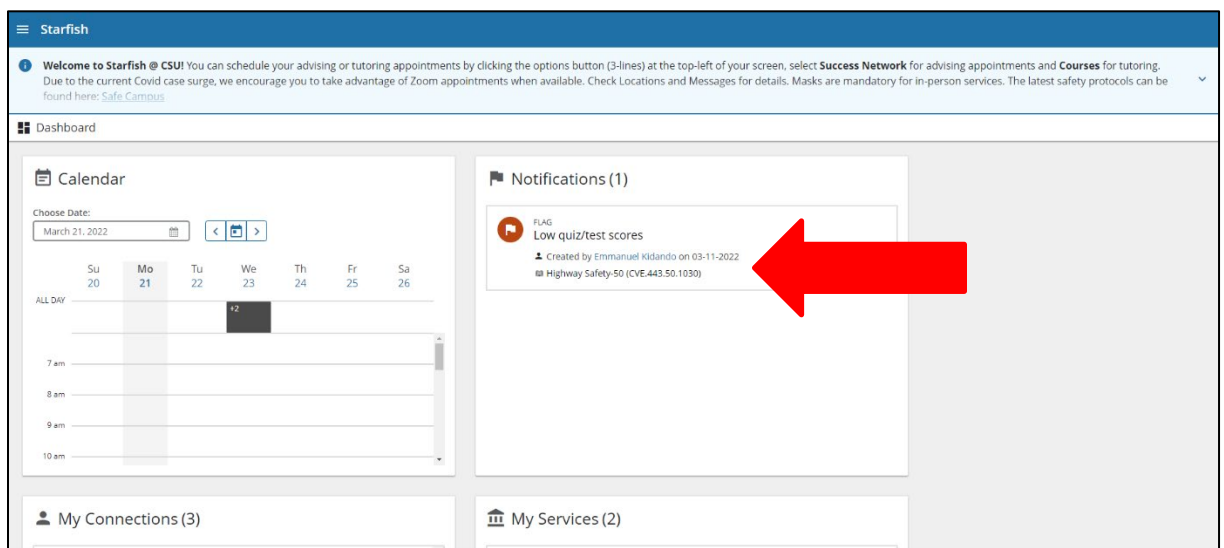 Starfish
Welcome to Starfish @ CSU! You can schedule your advising or tutoring appointments by clicking the options button (3-lines) at the top-left of your screen, select Success Network for advising appointments and Courses for tutoring.
Due to the current Covid case surge, we encourage you to take advantage of Zoom appointments when available. Check Locations and Messages for details. Masks are mandatory for in-person services. The latest safety protocols can be
found here: Safe Campus
Dashboard
Calendar
Choose Date:
March 21, 2022
Su Mo Tu We Th Fr Sa
20 21 22 23 24 25 26
ALL DAY
+2
7 am
8 am
9 am
10 am
Notifications (1)
FLAG
Low quiz/test scores
Created by Emmanuel Kidando on 03-11-2022
Highway Safety-50 (CVE.443.50.1030)
My Connections (3)
My Services (2)